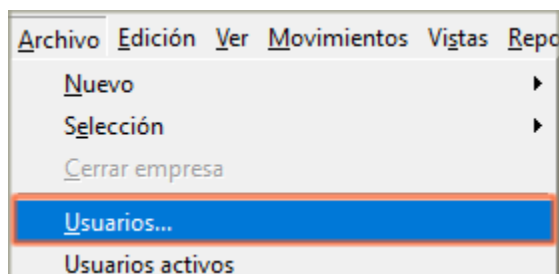 Archivo Edición Ver Movimientos Vistas
Nuevo
Selección
Cerrar empresa
Usuarios...
Usuarios activos